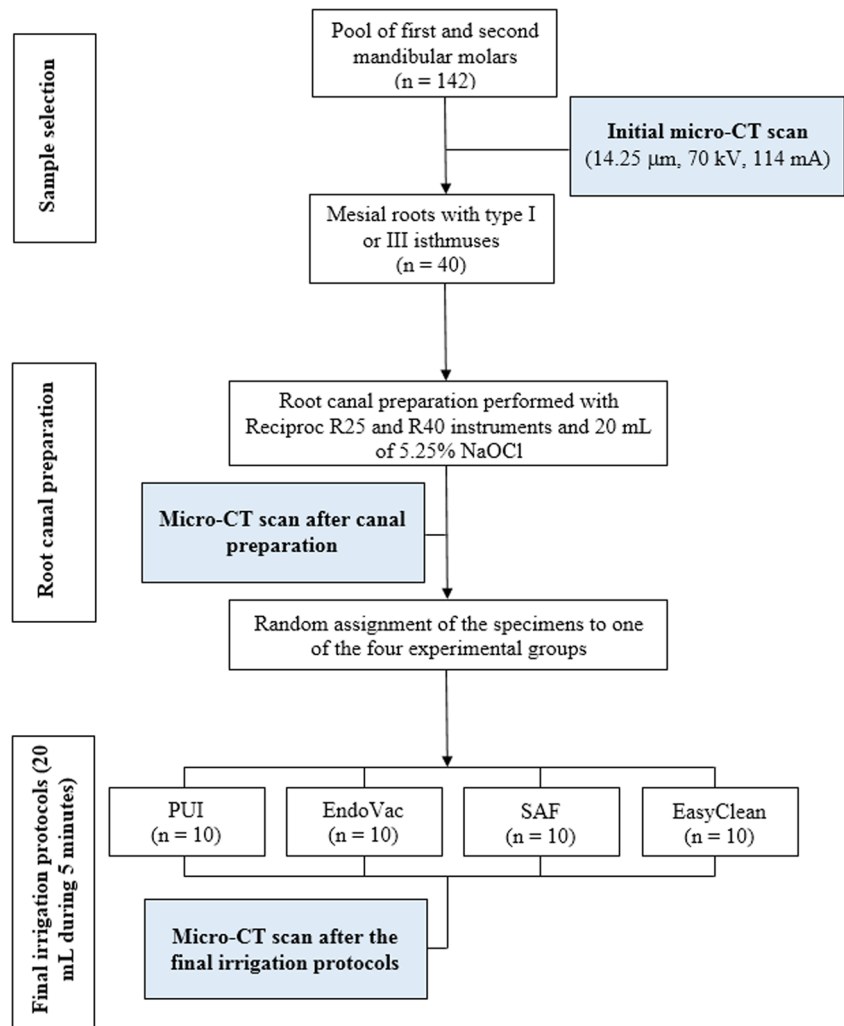 Sample selection
Pool of first and second
mandibular molars
(n = 142)
Initial micro-CT scan
(14.25 µm, 70 kV, 114 mA)
Mesial roots with type I
or III isthmuses
(n = 40)
Root canal preparation
Root canal preparation performed with
Reciproc R25 and R40 instruments and 20 mL
of 5.25% NaOCl
Micro-CT scan after canal
preparation
Random assignment of the specimens to one
of the four experimental groups
Final irrigation protocols (20
mL during 5 minutes)
PUI
(n = 10)
EndoVac
(n = 10)
SAF
(n = 10)
EasyClean
(n = 10)
Micro-CT scan after the
final irrigation protocols